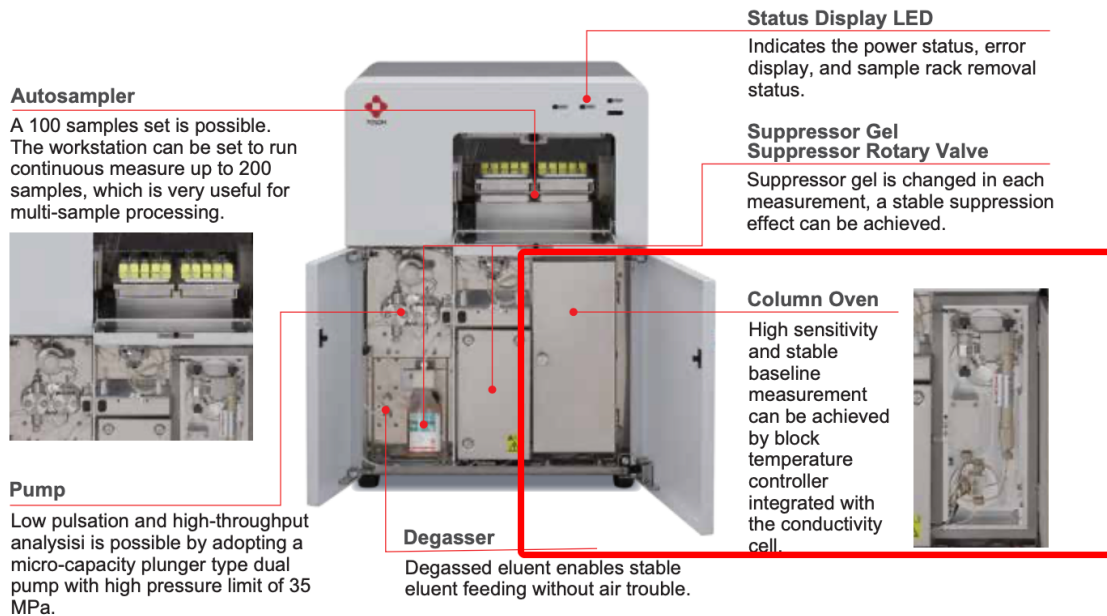 Status Display LED
Indicates the power status, error
display, and sample rack removal
status.
Autosampler
A 100 samples set is possible.
The workstation can be set to run
continuous measure up to 200
samples, which is very useful for
multi-sample processing.
Suppressor Gel
Suppressor Rotary Valve
Suppressor gel is changed in each
measurement, a stable suppression
effect can be achieved.
Column Oven
High sensitivity
and stable
baseline
measurement
can be achieved
by block
temperature
controller
integrated with
the conductivity
cell.
Pump
Low pulsation and high-throughput
analysisi is possible by adopting a
micro-capacity plunger type dual
pump with high pressure limit of 35
MPa.
Degasser
Degassed eluent enables stable
eluent feeding without air trouble.
TOSOH